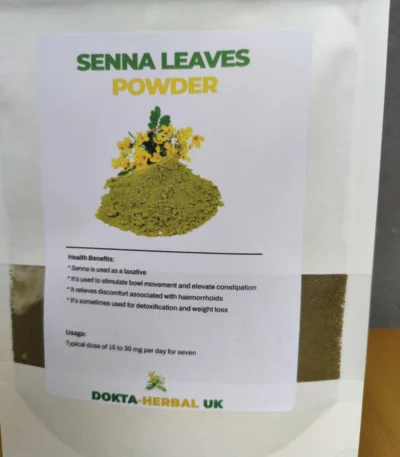 SENNA LEAVES
POWDER
Health Benefits:
* Senna is used as a laxative
* It's used to stimulate bowel movement and elevate constipation
* It relieves discomfort associated with haemorrhoids
* It's sometimes used for detoxification and weight loss
Usage:
Typical dose of 15 to 30 mg per day for seven
DOKTA-HERBAL UK